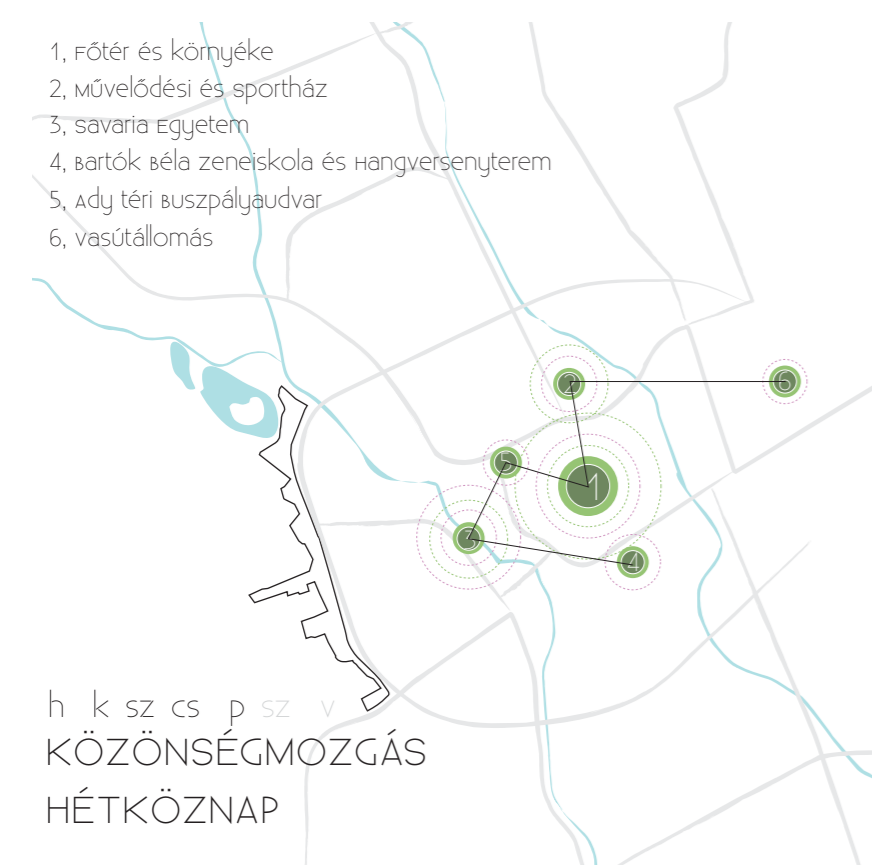 1, Főtér és környéke
2, Művelődési és Sportház
3, Savaria Egyetem
4, Bartók Béla Zeneiskola és Hangversenyterem
5, Ady téri Buszpályaudvar
6, Vasútállomás
2
6
5
1
3
4
h k sz cs p sz v
KÖZÖNSÉGMOZGÁS
HÉTKÖZNAP